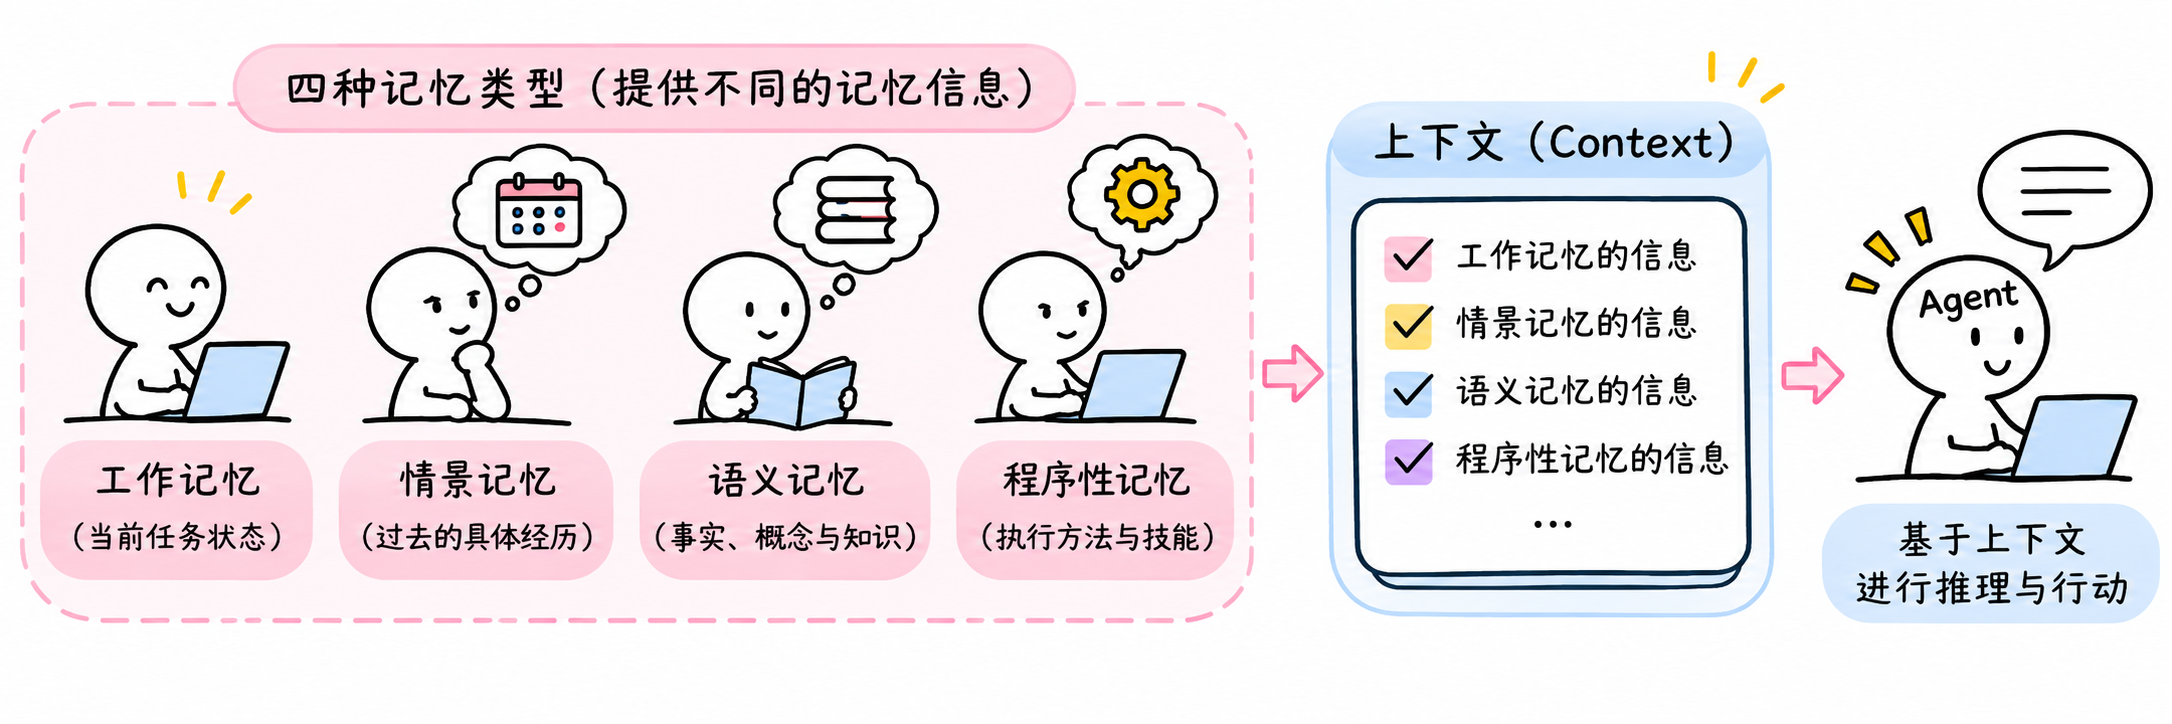 四种记忆类型（提供不同的记忆信息）
工作记忆
（当前任务状态）
情景记忆
（过去的具体经历）
语义记忆
（事实、概念与知识）
程序性记忆
（执行方法与技能）
上下文（Context）
工作记忆的信息
情景记忆的信息
语义记忆的信息
程序性记忆的信息
...
Agent
基于上下文
进行推理与行动